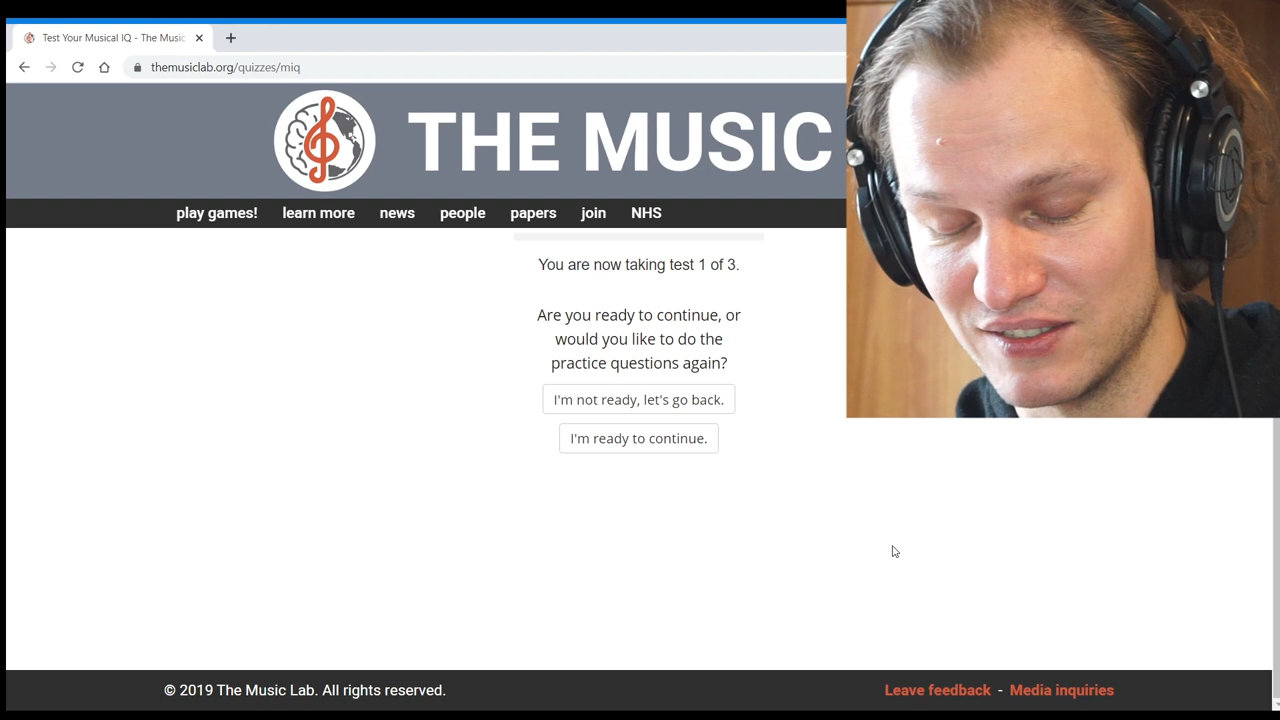 Test Your Musical IQ - The Music
themusiclab.org/quizzes/miq
THE MUSIC
play games! learn more news people papers join NHS
You are now taking test 1 of 3.
Are you ready to continue, or
would you like to do the
practice questions again?
I'm not ready, let's go back.
I'm ready to continue.
© 2019 The Music Lab. All rights reserved.
Leave feedback - Media inquiries